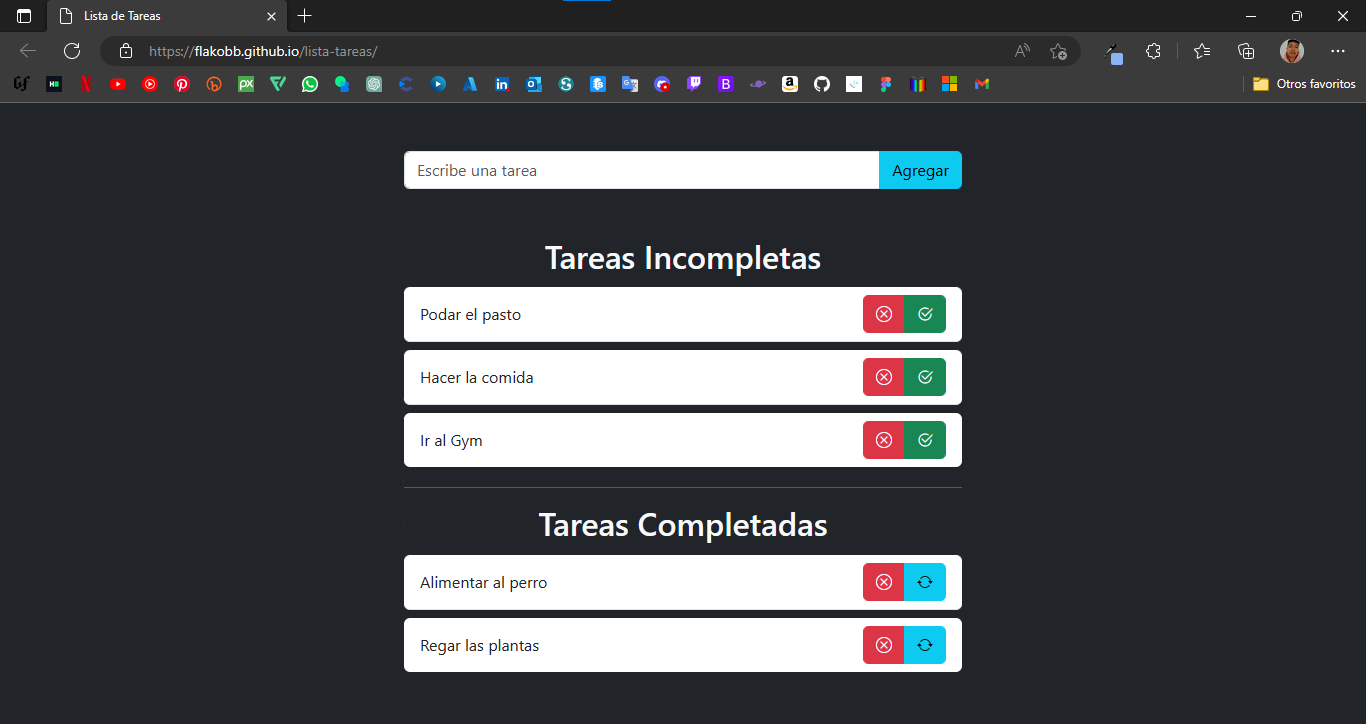 Lista de Tareas
https://flakobb.github.io/lista-tareas/
Otros favoritos
Escribe una tarea
Agregar
Tareas Incompletas
Podar el pasto
Hacer la comida
Ir al Gym
Tareas Completadas
Alimentar al perro
Regar las plantas